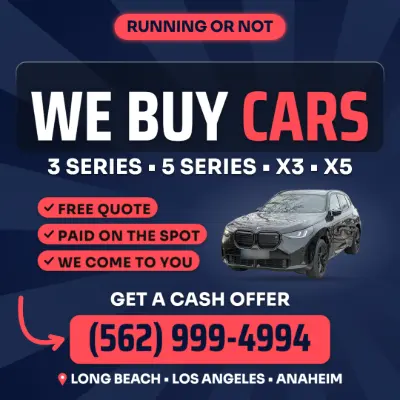 RUNNING OR NOT
WE BUY CARS
3 SERIES ▪ 5 SERIES ▪ X3 ▪ X5
FREE QUOTE
PAID ON THE SPOT
WE COME TO YOU
GET A CASH OFFER
(562) 999-4994
LONG BEACH ▪ LOS ANGELES ▪ ANAHEIM